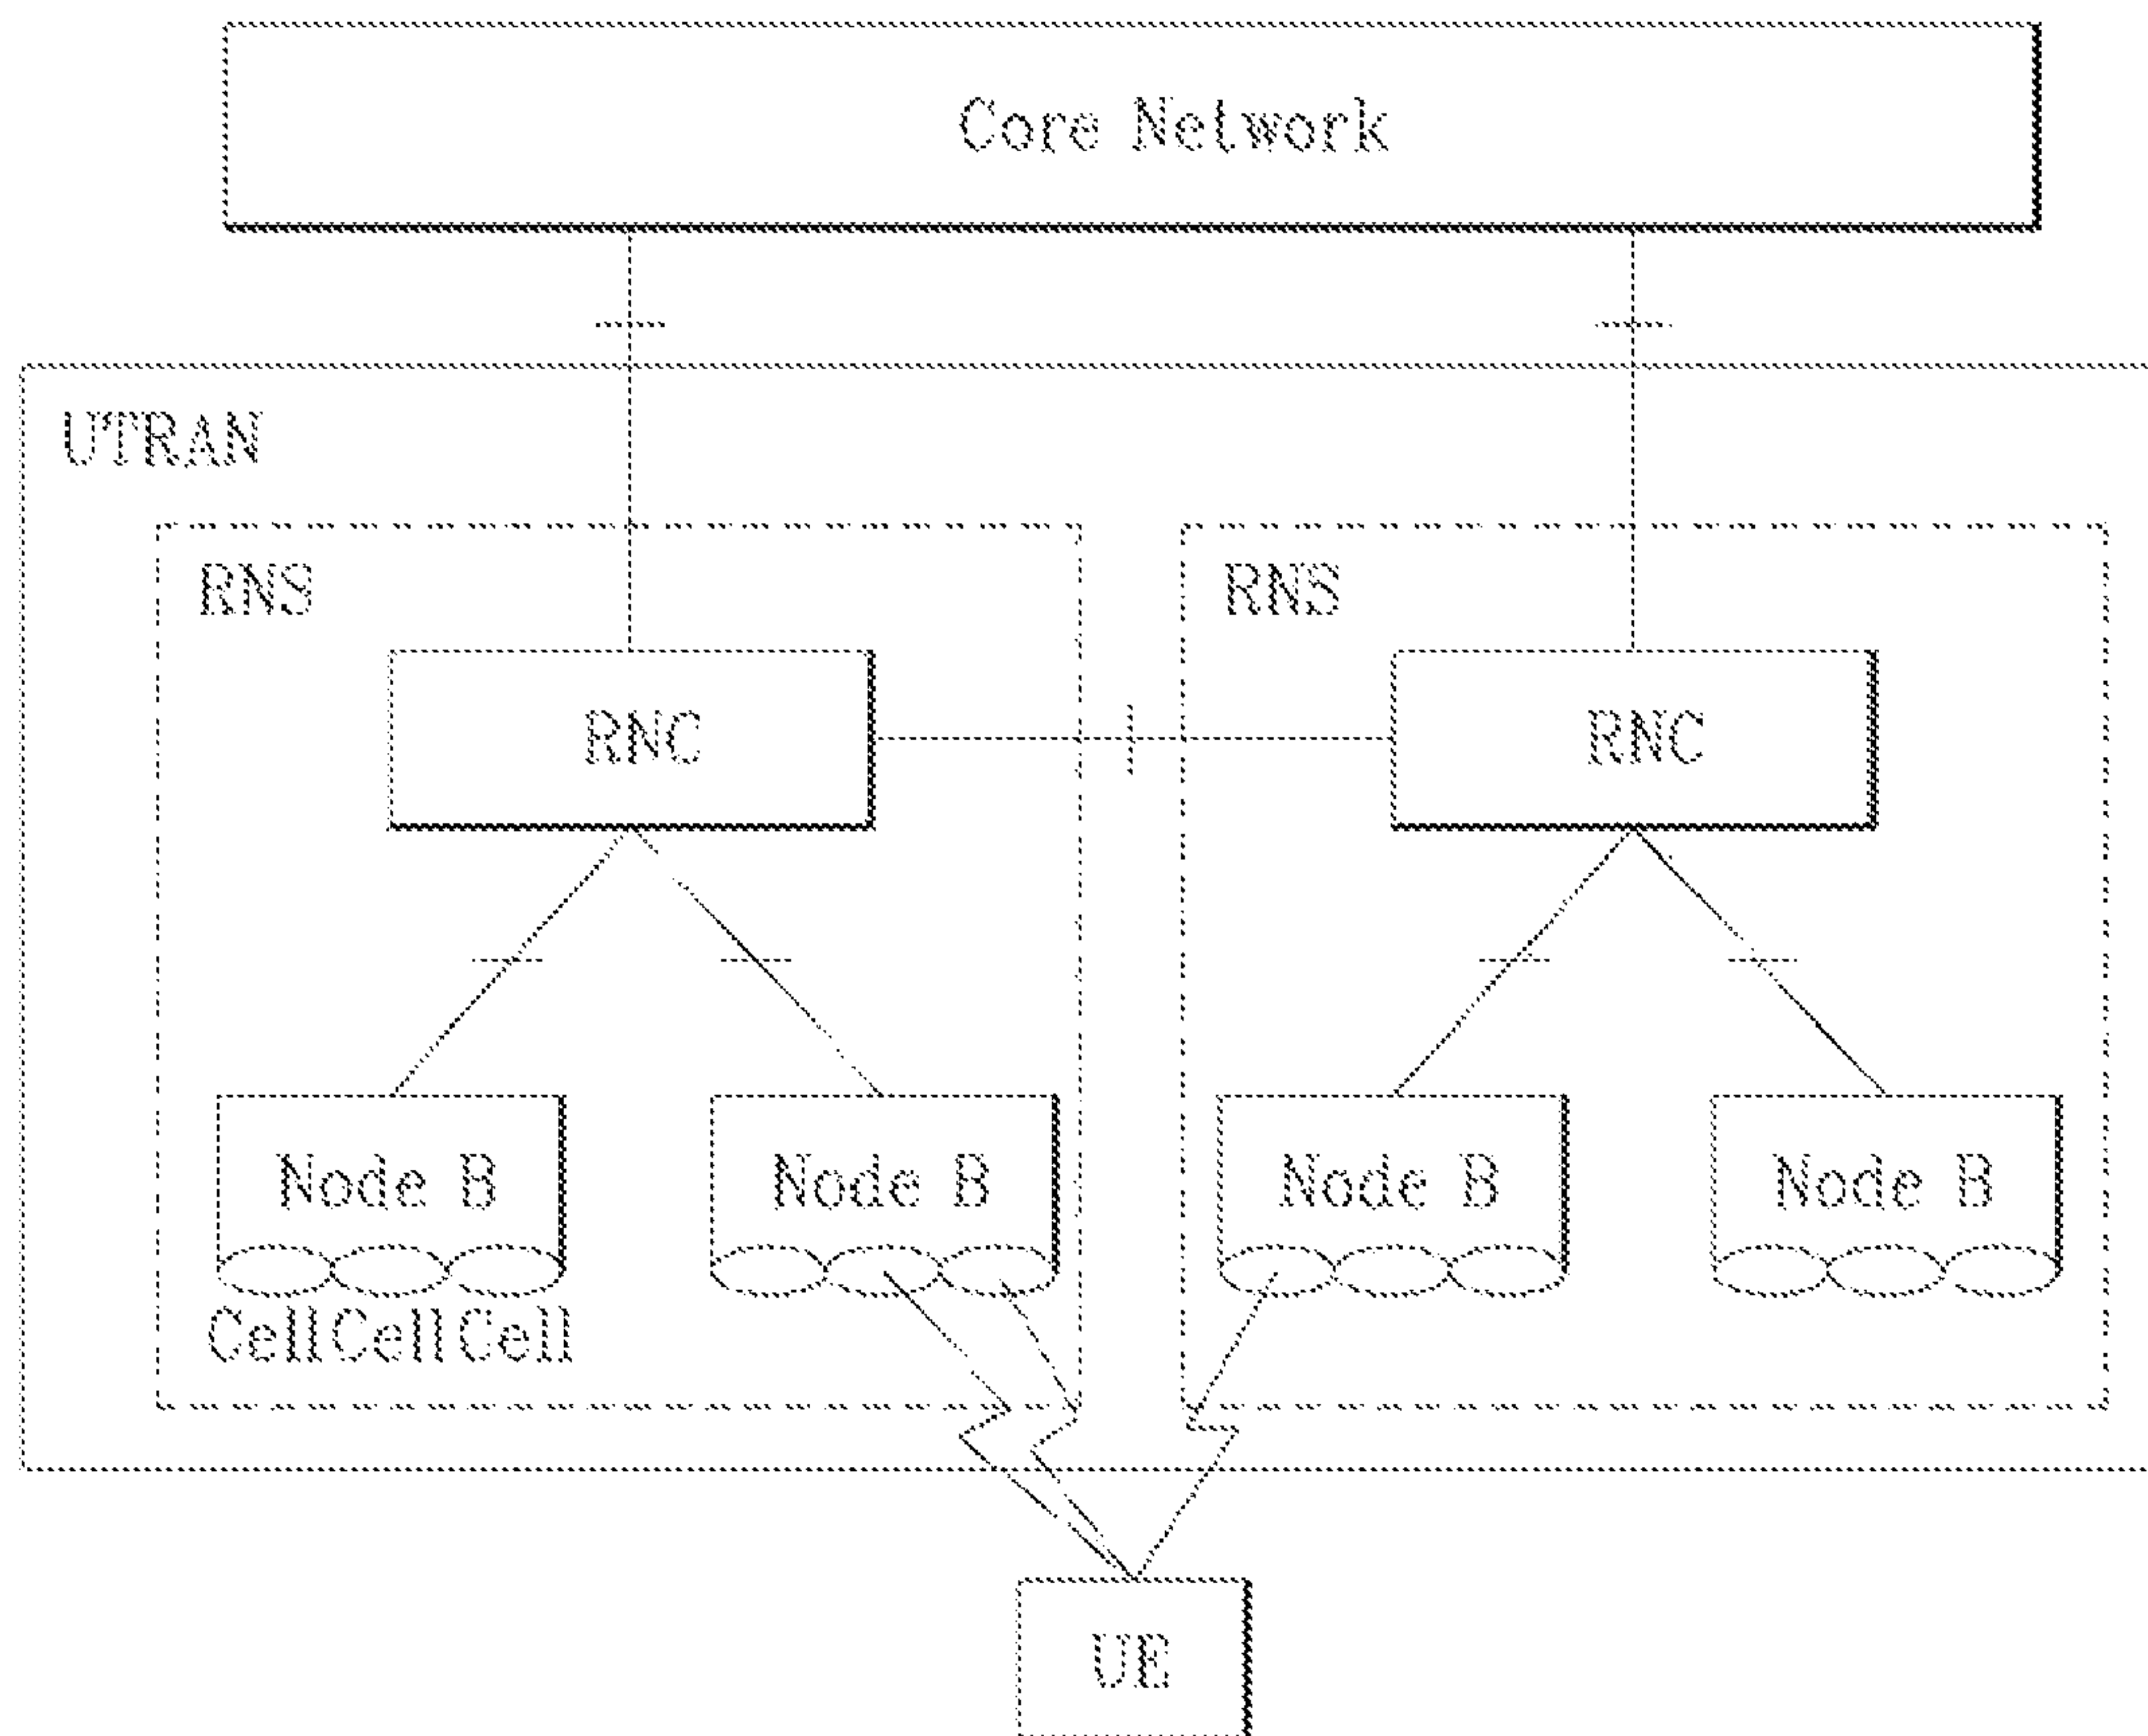 Core Network
UTRAN
RNS RNS
RNC RNC
Node B Node B Node B Node B
CellCellCell
UE